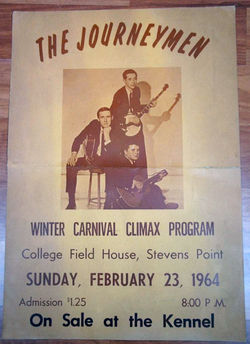 THE JOURNEYMEN
WINTER CARNIVAL CLIMAX PROGRAM
College Field House, Stevens Point
SUNDAY, FEBRUARY 23, 1964
Admission $1.25 8:00 P.M.
On Sale at the Kennel